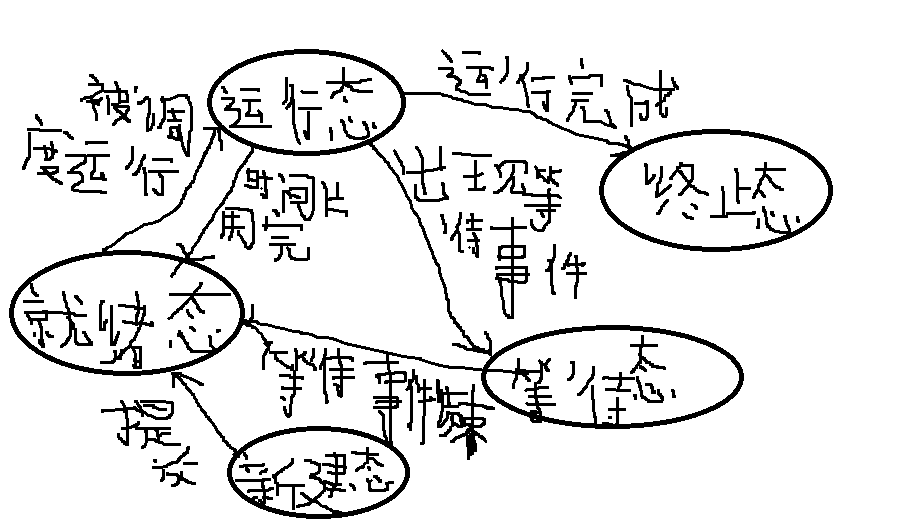 运行态
运行完成
被调
度运行
时间片
用完
出现等
待事件
终止态
就绪态
等待态
等待事件结束
提交
新建态